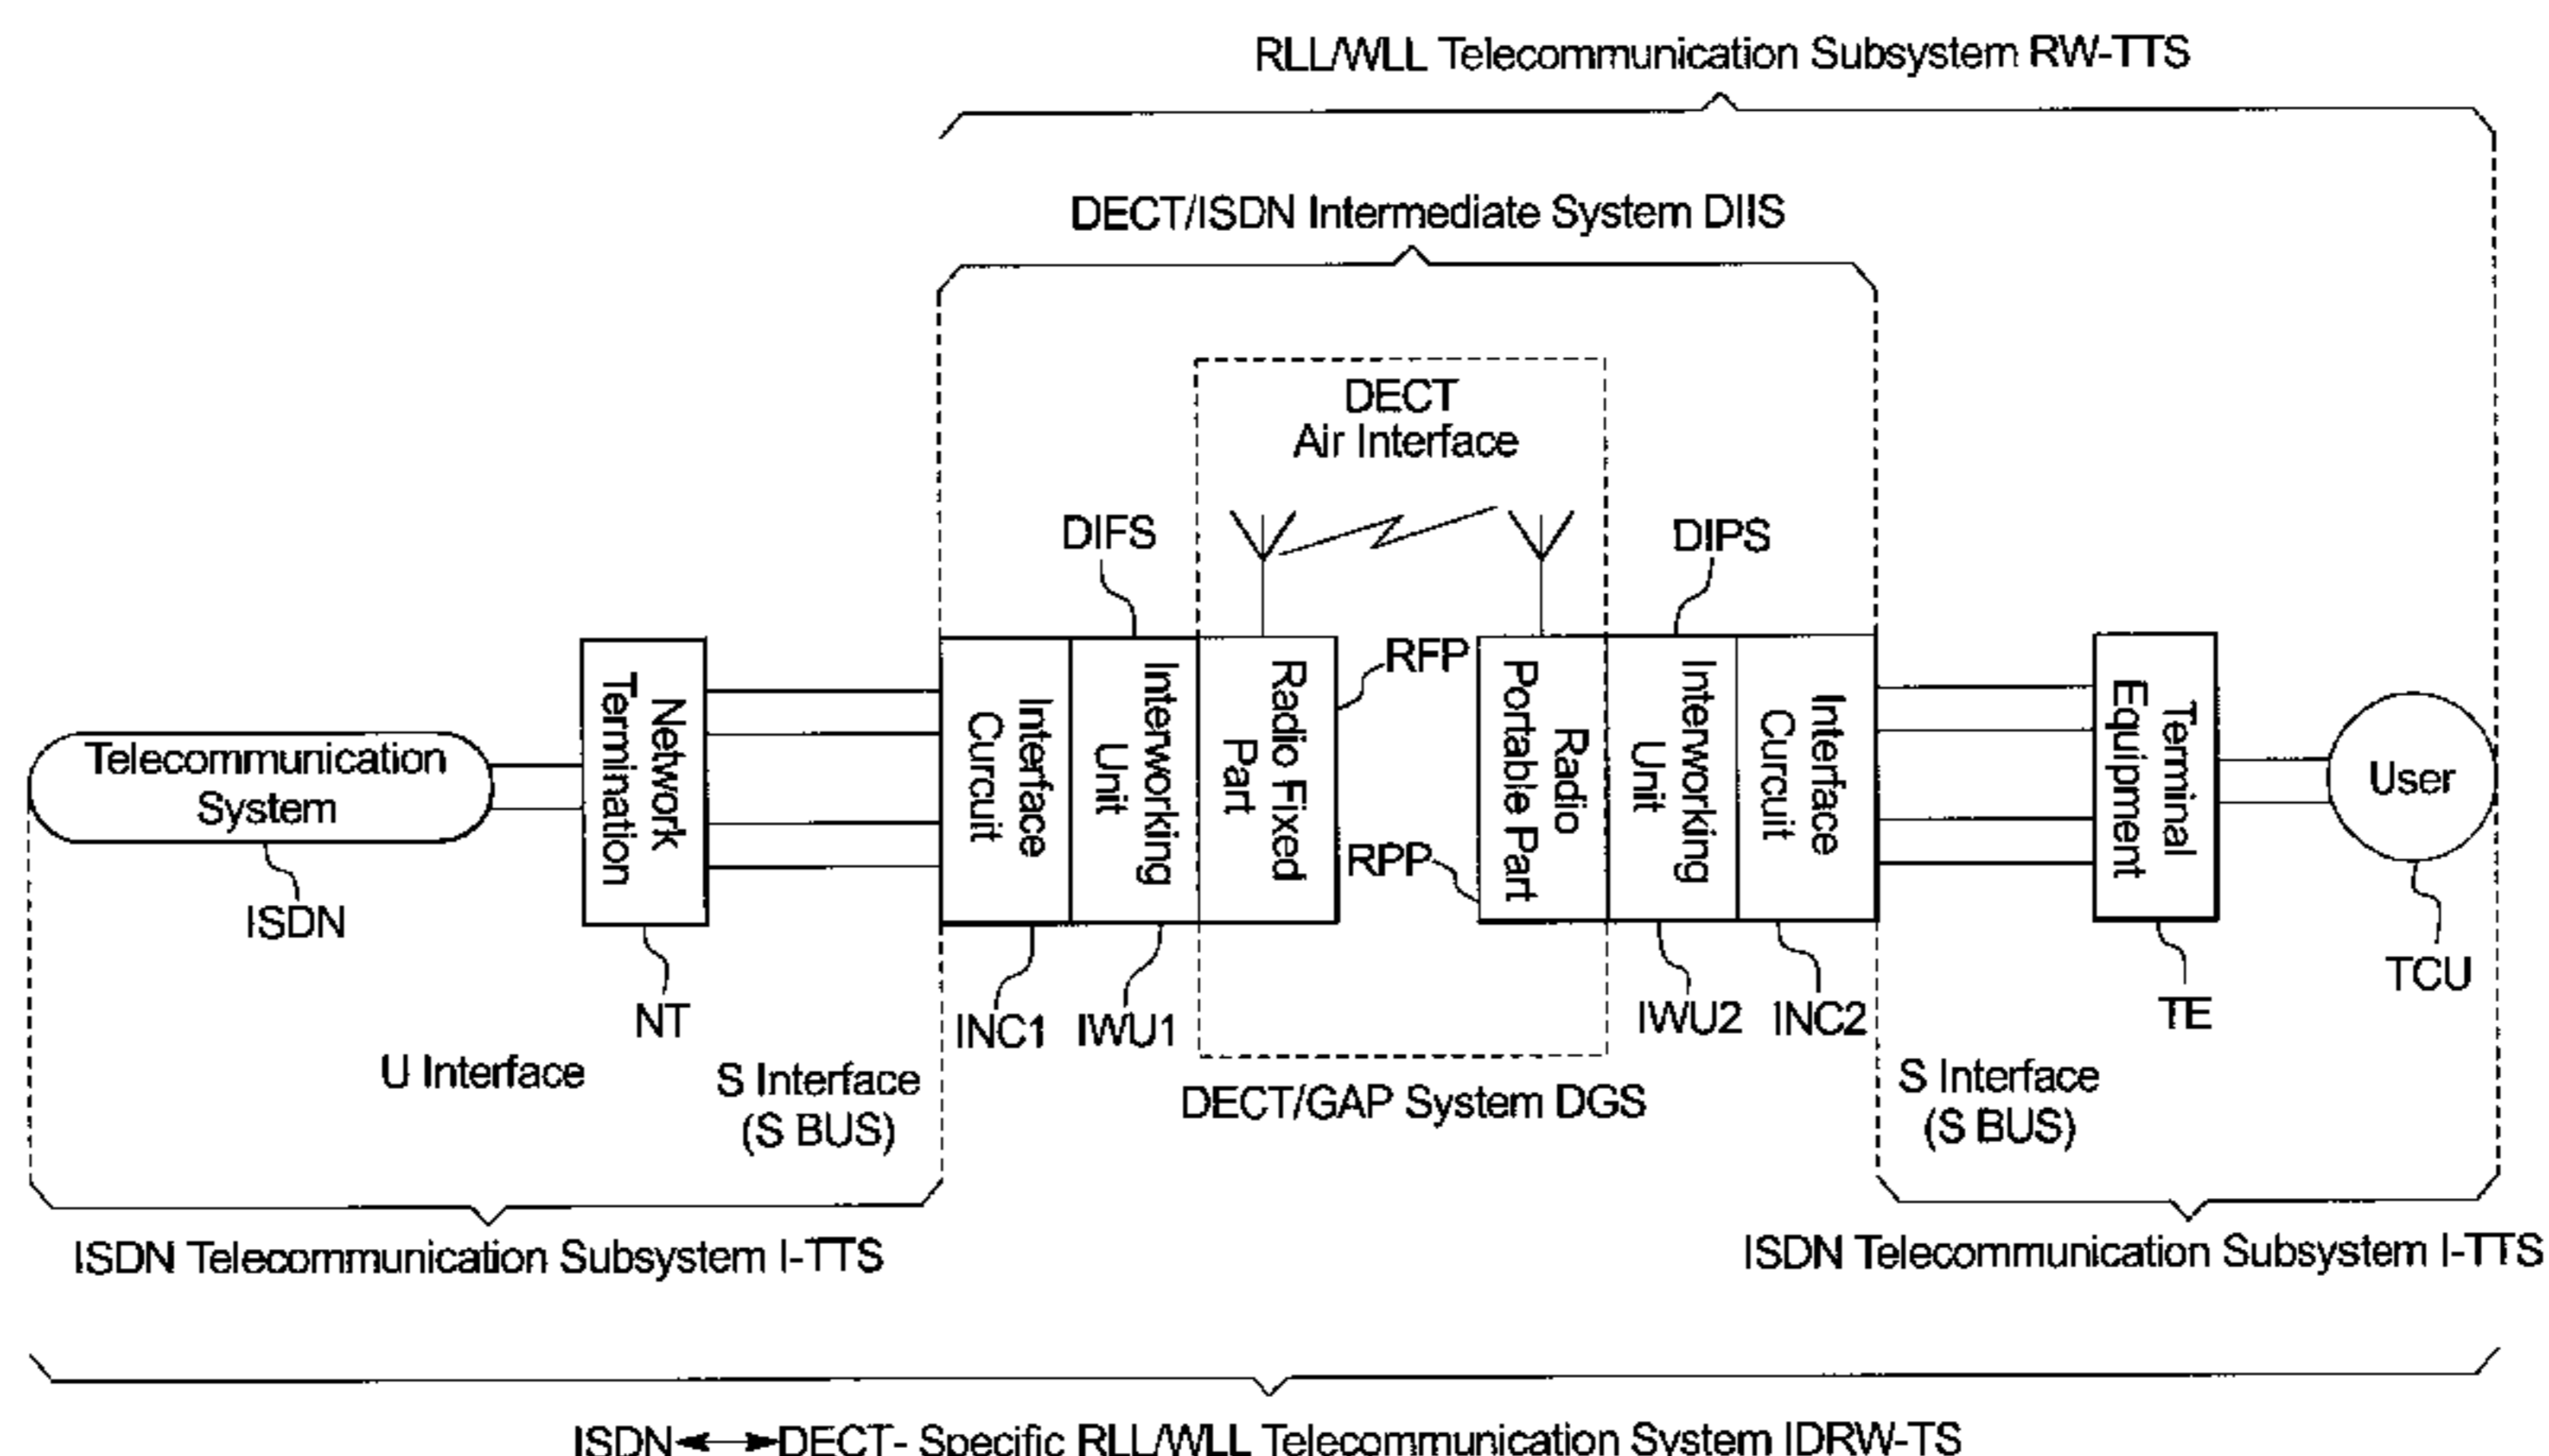 RLL/WLL Telecommunication Subsystem RW-TTS
DECT/ISDN Intermediate System DIIS
DECT
Air Interface
DIFS
DIPS
RFP
RPP
Telecommunication
System
ISDN
Network
Termination
NT
Interface
Curcuit
Interworking
Unit
Radio Fixed
Part
Radio
Portable Part
Interworking
Unit
Interface
Curcuit
Terminal
Equipment
User
INC1
IWU1
IWU2
INC2
TE
TCU
U Interface
S Interface
(S BUS)
DECT/GAP System DGS
S Interface
(S BUS)
ISDN Telecommunication Subsystem I-TTS
ISDN Telecommunication Subsystem I-TTS
ISDN◄─►DECT- Specific RLL/WLL Telecommunication System IDRW-TS